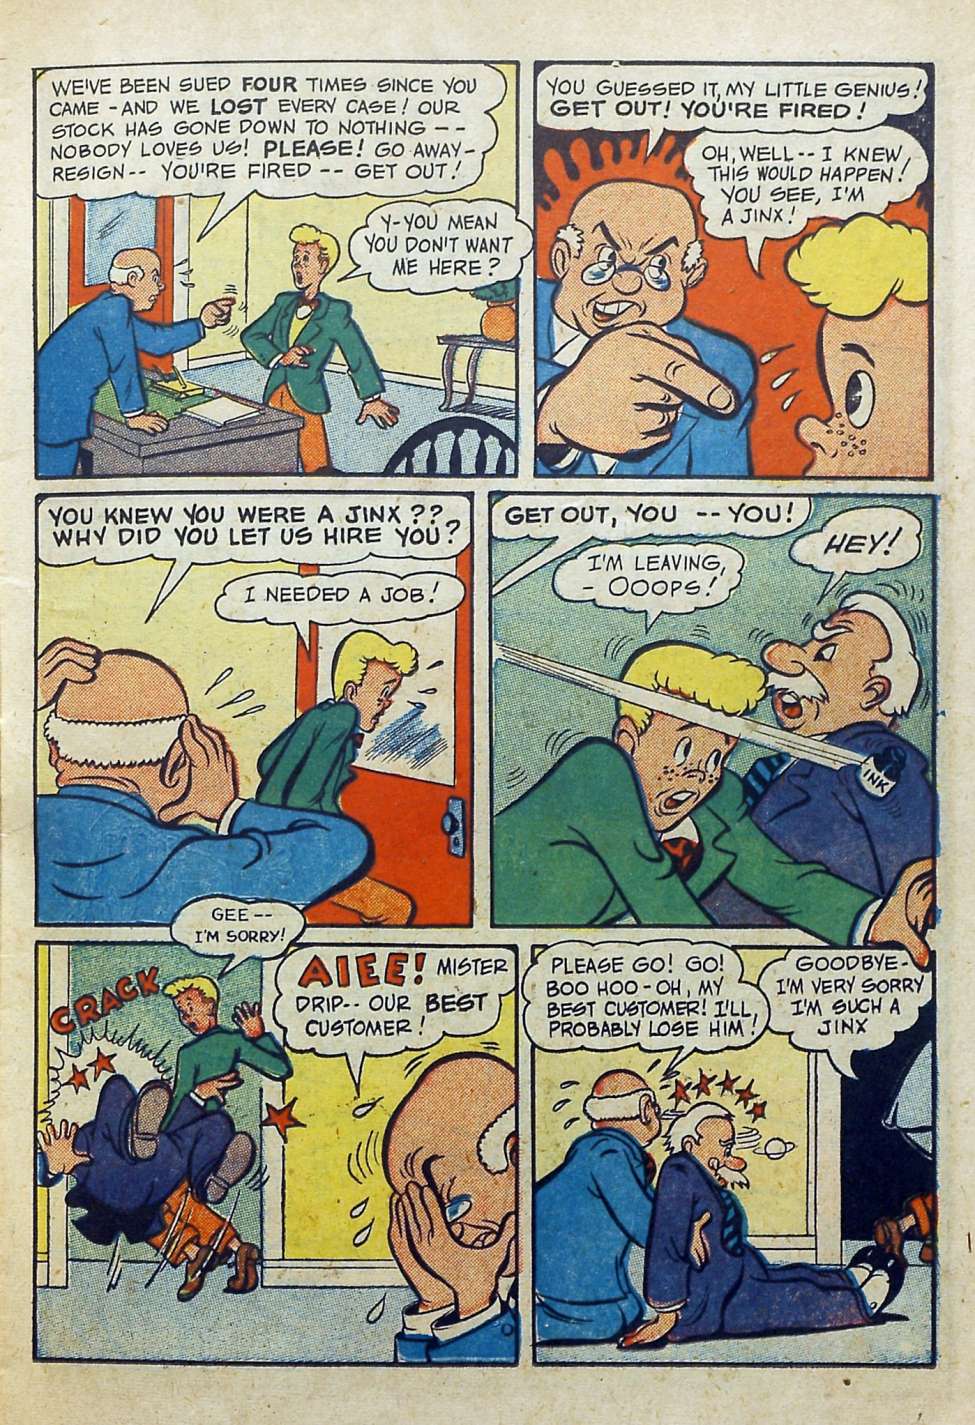 WE'VE BEEN SUED FOUR TIMES SINCE YOU
CAME - AND WE LOST EVERY CASE! OUR
STOCK HAS GONE DOWN TO NOTHING --
NOBODY LOVES US! PLEASE! GO AWAY-
RESIGN-- YOU'RE FIRED -- GET OUT!
Y-YOU MEAN
YOU DON'T WANT
ME HERE?
YOU GUESSED IT, MY LITTLE GENIUS!
GET OUT! YOU'RE FIRED!
OH, WELL-- I KNEW
THIS WOULD HAPPEN!
YOU SEE, I'M
A JINX!
YOU KNEW YOU WERE A JINX??
WHY DID YOU LET US HIRE YOU?
I NEEDED A JOB!
GET OUT, YOU -- YOU!
I'M LEAVING,
- OOOPS!
HEY!
INK
GEE--
I'M SORRY!
CRACK
AIEE! MISTER
DRIP-- OUR BEST
CUSTOMER!
PLEASE GO! GO!
BOO HOO - OH, MY
BEST CUSTOMER! I'LL
PROBABLY LOSE HIM!
GOODBYE-
I'M VERY SORRY
I'M SUCH A
JINX